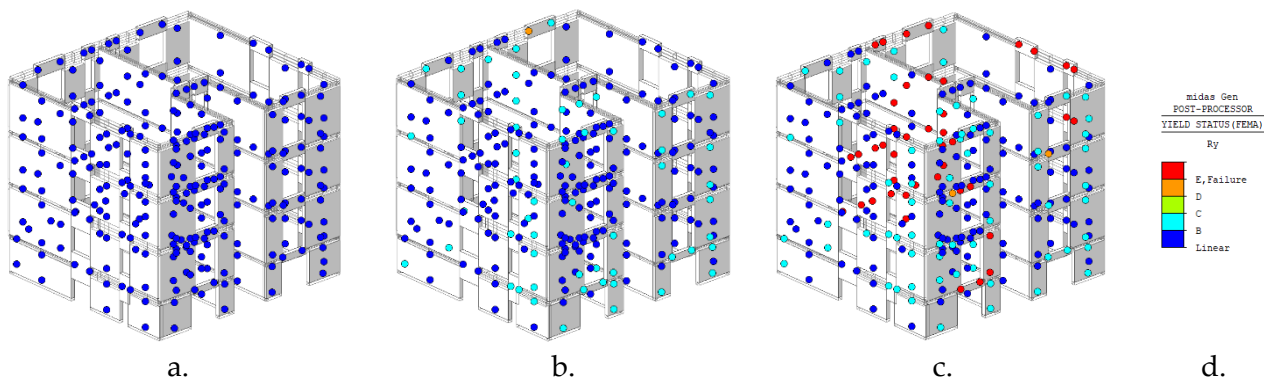 midas Gen
POST-PROCESSOR
YIELD STATUS(FEMA)
Ry
E,Failure
D
C
B
Linear
a.
b.
c.
d.